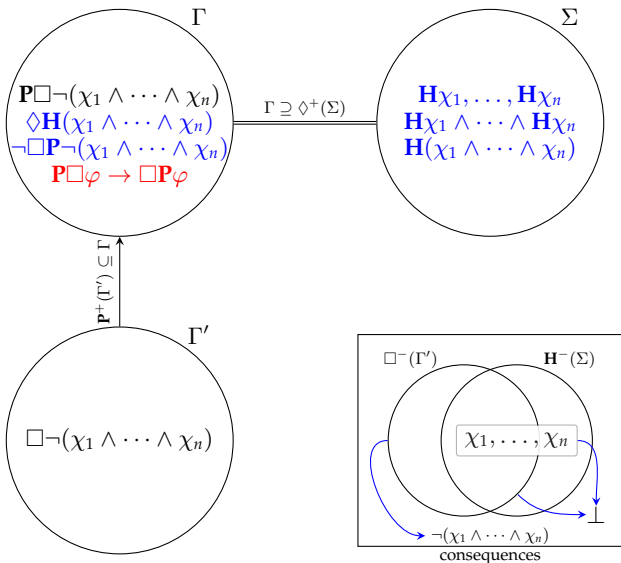 Γ
Σ
P□¬(χ₁ ∧ ⋯ ∧ χₙ)
◊H(χ₁ ∧ ⋯ ∧ χₙ)
¬□P¬(χ₁ ∧ ⋯ ∧ χₙ)
P□φ → □Pφ
Γ ⊇ ◊⁺(Σ)
Hχ₁, …, Hχₙ
Hχ₁ ∧ ⋯ ∧ Hχₙ
H(χ₁ ∧ ⋯ ∧ χₙ)
P⁺(Γ′) ⊆ Γ
Γ′
□¬(χ₁ ∧ ⋯ ∧ χₙ)
□⁻(Γ′)
H⁻(Σ)
χ₁, …, χₙ
⊥
¬(χ₁ ∧ ⋯ ∧ χₙ)
consequences